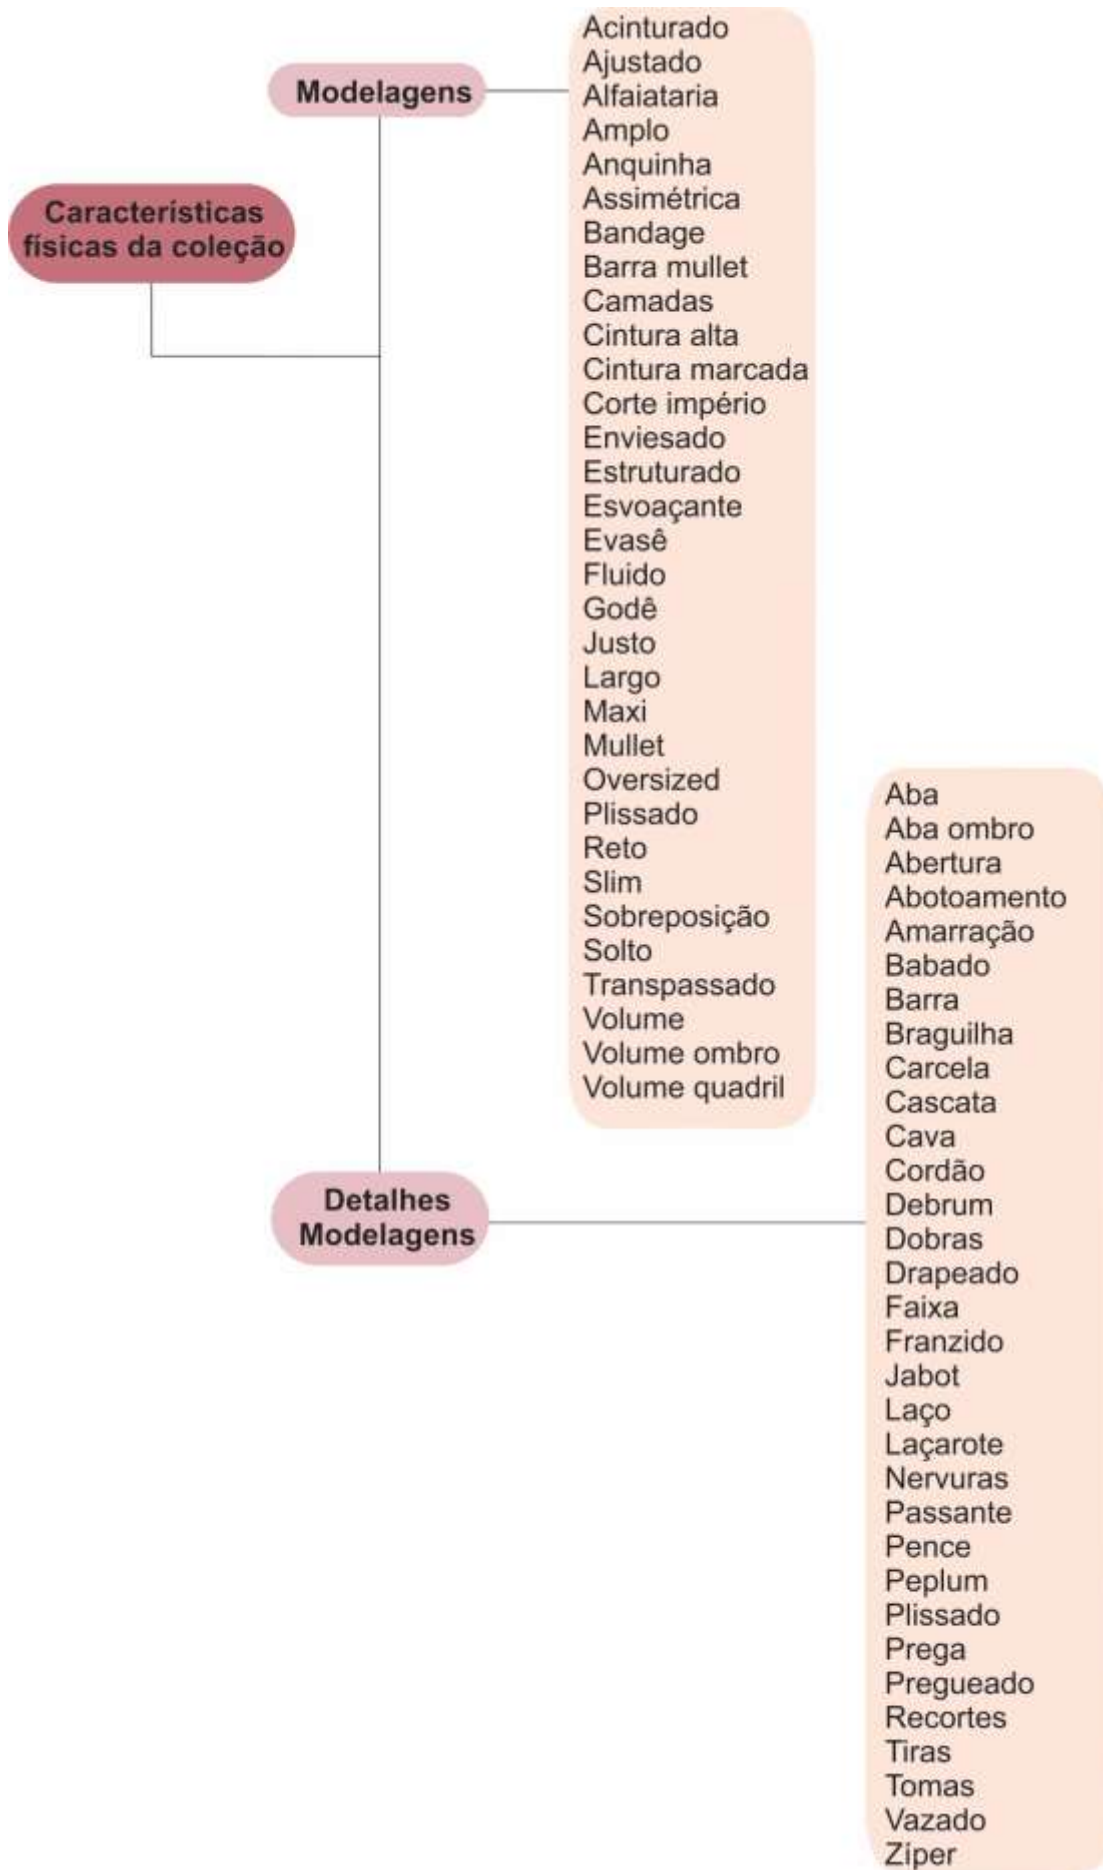 Características
físicas da coleção
Modelagens
Acinturado
Ajustado
Alfaiataria
Amplo
Anquinha
Assimétrica
Bandage
Barra mullet
Camadas
Cintura alta
Cintura marcada
Corte império
Enviesado
Estruturado
Esvoaçante
Evasê
Fluido
Godê
Justo
Largo
Maxi
Mullet
Oversized
Plissado
Reto
Slim
Sobreposição
Solto
Transpassado
Volume
Volume ombro
Volume quadril
Detalhes
Modelagens
Aba
Aba ombro
Abertura
Abotoamento
Amarração
Babado
Barra
Braguilha
Carcela
Cascata
Cava
Cordão
Debrum
Dobras
Drapeado
Faixa
Franzido
Jabot
Laço
Laçarote
Nervuras
Passante
Pence
Peplum
Plissado
Prega
Pregueado
Recortes
Tiras
Tomas
Vazado
Zíper